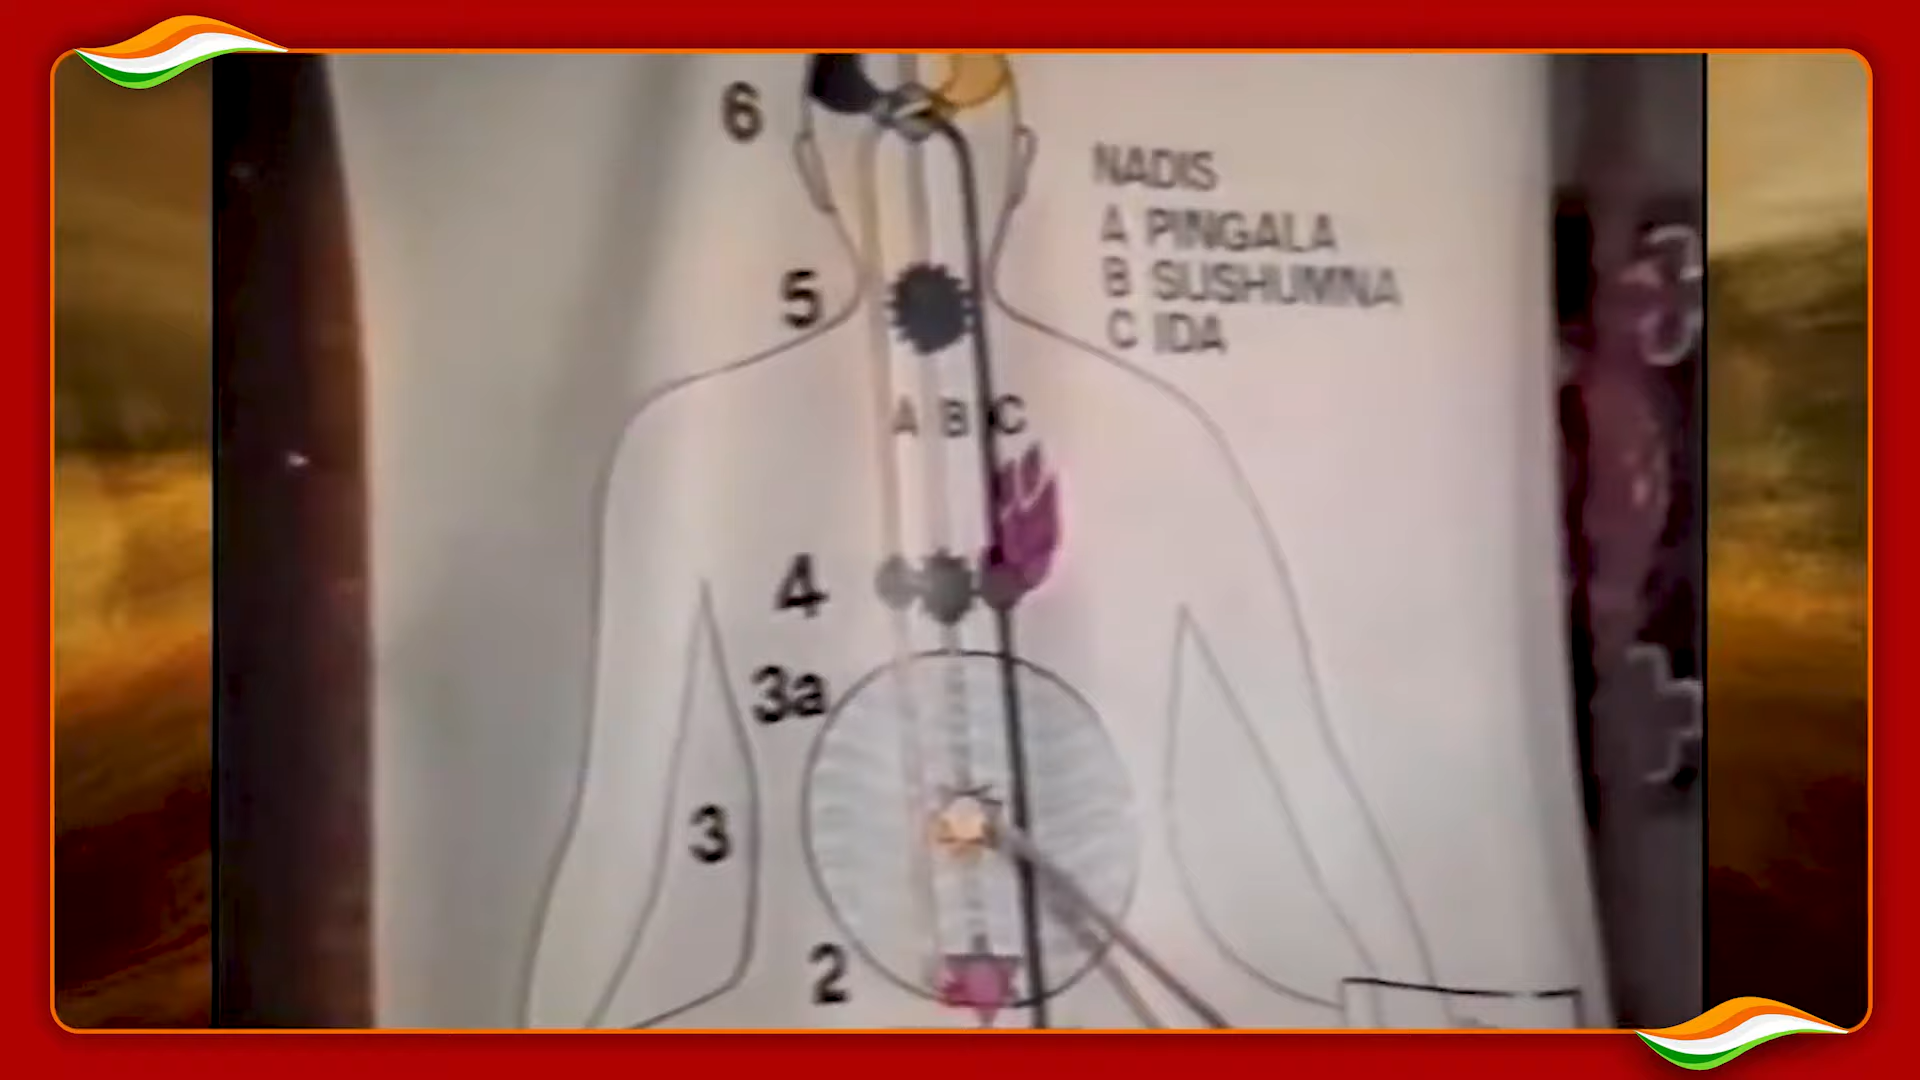 6
NADIS
A PINGALA
B SUSHUMNA
C IDA
5
A B C
4
3a
3
2